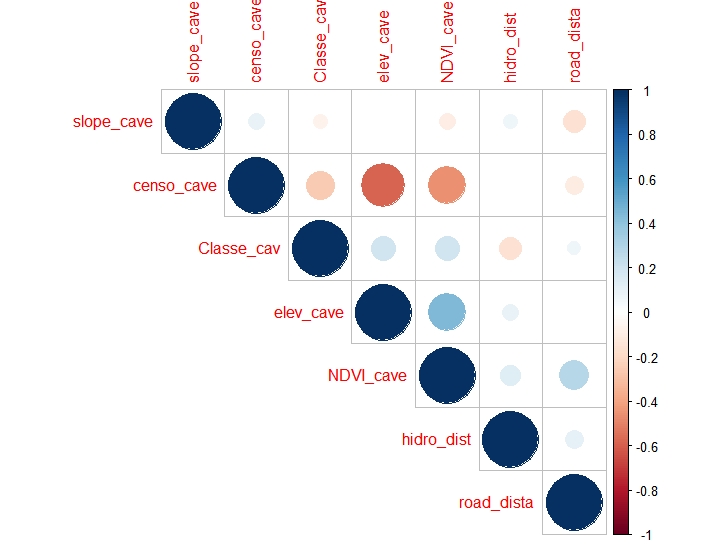 slope_cave
censo_cave
Classe_cav
elev_cave
NDVI_cave
hidro_dist
road_dista
slope_cave
censo_cave
Classe_cav
elev_cave
NDVI_cave
hidro_dist
road_dista
1
0.8
0.6
0.4
0.2
0
-0.2
-0.4
-0.6
-0.8
-1